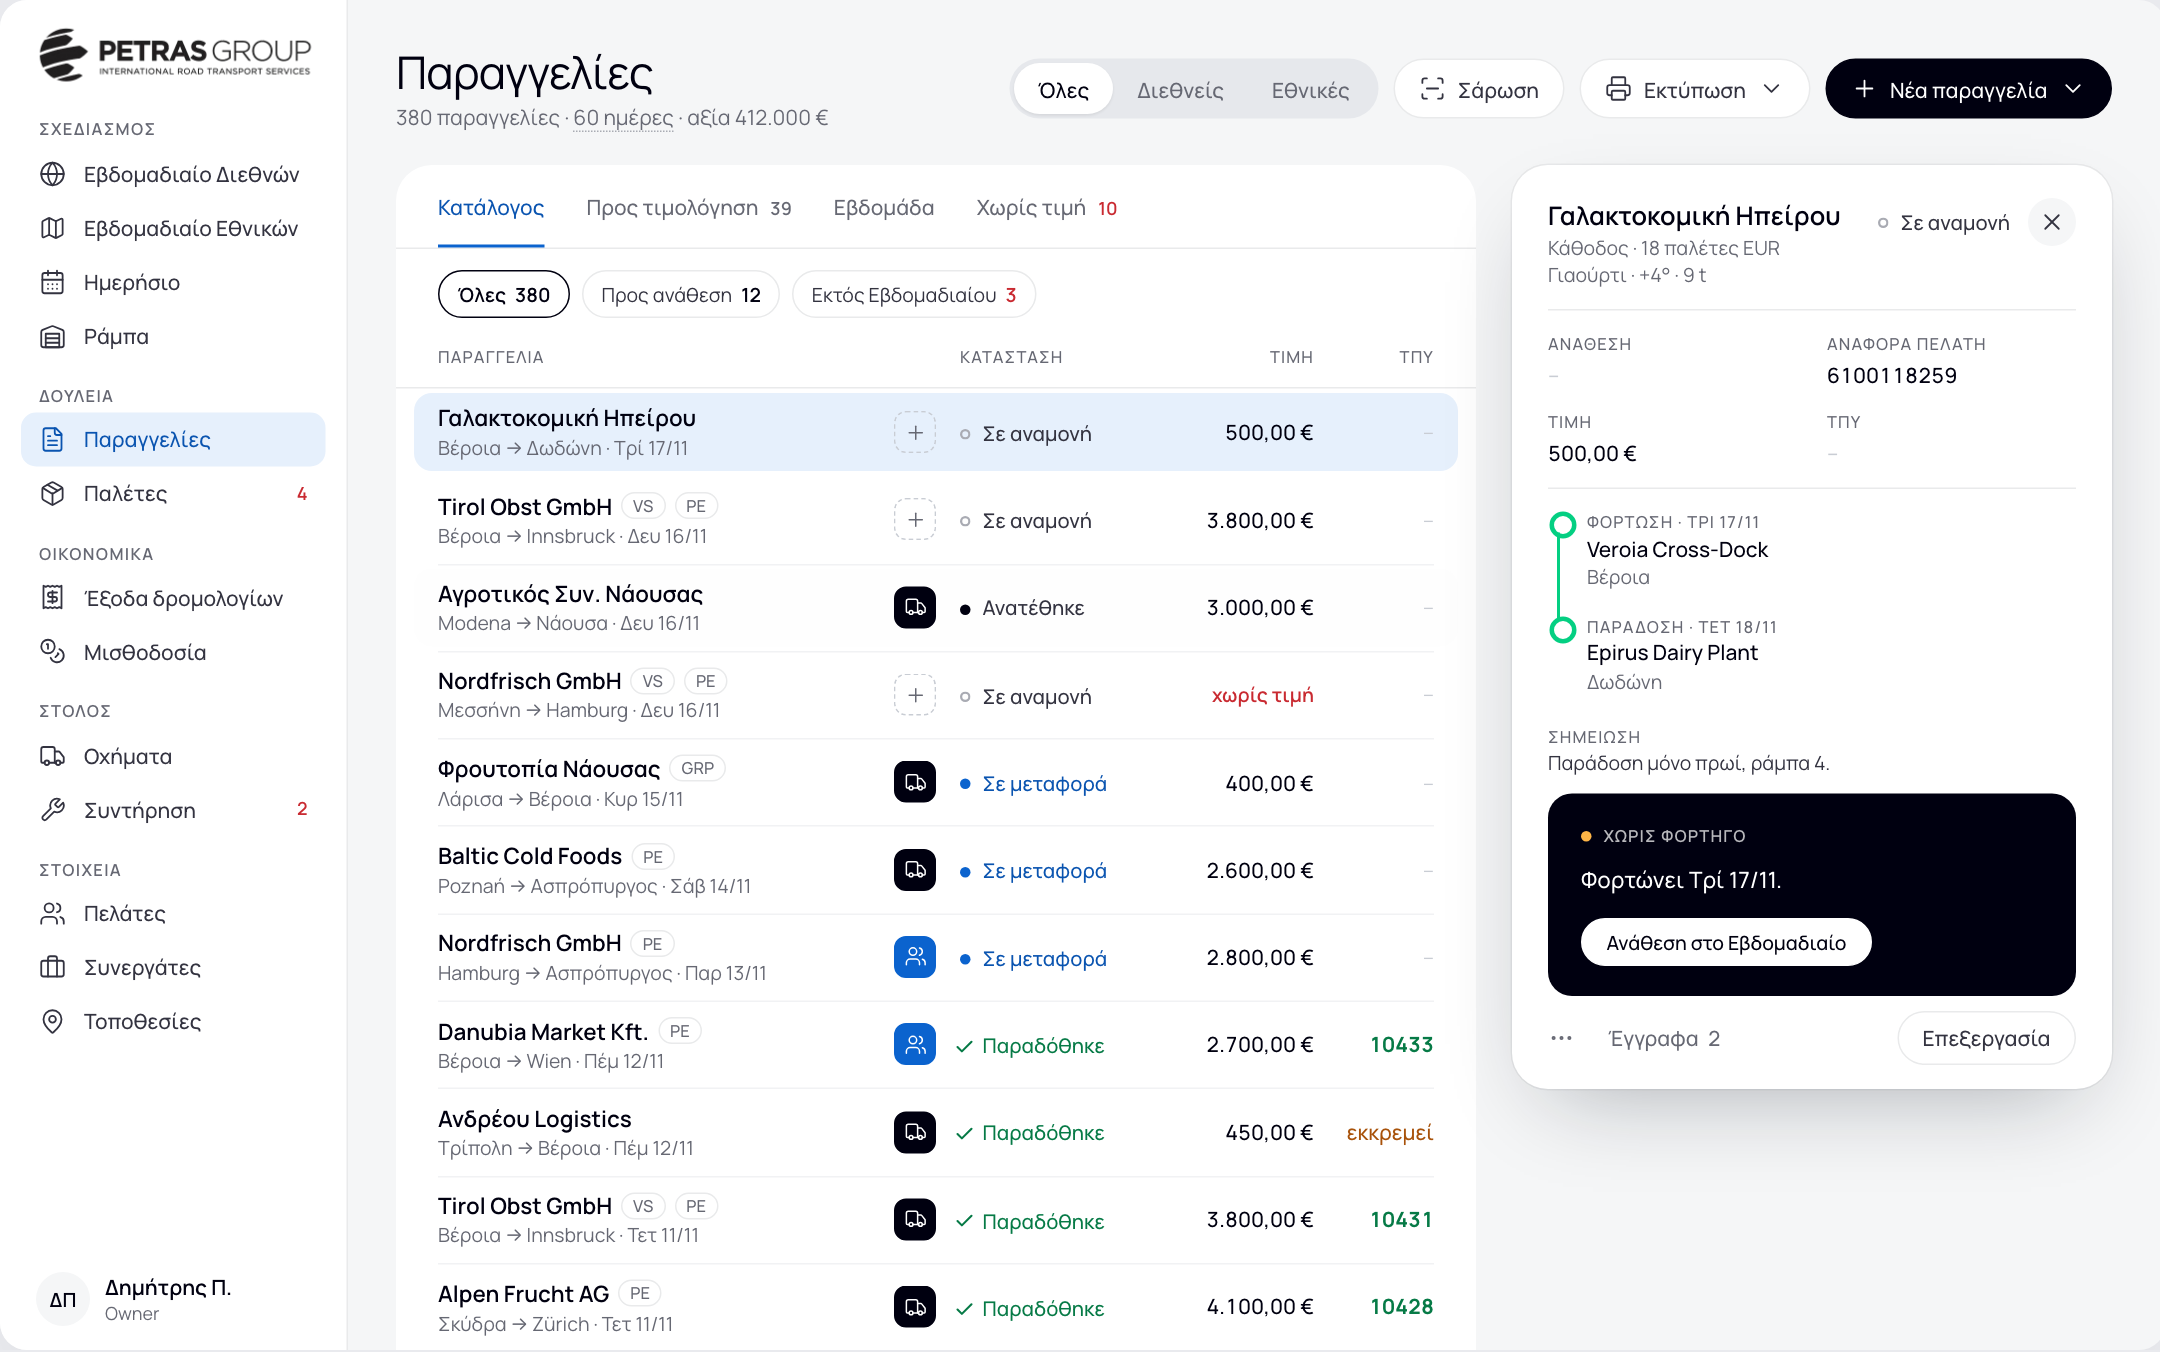 PETRAS GROUP
INTERNATIONAL ROAD TRANSPORT SERVICES
ΣΧΕΔΙΑΣΜΟΣ
Εβδομαδιαίο Διεθνών
Εβδομαδιαίο Εθνικών
Ημερήσιο
Ράμπα
ΔΟΥΛΕΙΑ
Παραγγελίες
Παλέτες 4
ΟΙΚΟΝΟΜΙΚΑ
Έξοδα δρομολογίων
Μισθοδοσία
ΣΤΟΛΟΣ
Οχήματα
Συντήρηση 2
ΣΤΟΙΧΕΙΑ
Πελάτες
Συνεργάτες
Τοποθεσίες
ΔΠ
Δημήτρης Π.
Owner
Παραγγελίες
380 παραγγελίες · 60 ημέρες · αξία 412.000 €
Όλες Διεθνείς Εθνικές
Σάρωση
Εκτύπωση
+ Νέα παραγγελία
Κατάλογος Προς τιμολόγηση 39 Εβδομάδα Χωρίς τιμή 10
Όλες 380 Προς ανάθεση 12 Εκτός Εβδομαδιαίου 3
ΠΑΡΑΓΓΕΛΙΑ ΚΑΤΑΣΤΑΣΗ ΤΙΜΗ ΤΠΥ
Γαλακτοκομική Ηπείρου + Σε αναμονή 500,00 € –
Βέροια → Δωδώνη · Τρί 17/11
Tirol Obst GmbH VS PE + Σε αναμονή 3.800,00 € –
Βέροια → Innsbruck · Δευ 16/11
Αγροτικός Συν. Νάουσας Ανατέθηκε 3.000,00 € –
Modena → Νάουσα · Δευ 16/11
Nordfrisch GmbH VS PE + Σε αναμονή χωρίς τιμή –
Μεσσήνη → Hamburg · Δευ 16/11
Φρουτοπία Νάουσας GRP Σε μεταφορά 400,00 € –
Λάρισα → Βέροια · Κυρ 15/11
Baltic Cold Foods PE Σε μεταφορά 2.600,00 € –
Poznań → Ασπρόπυργος · Σάβ 14/11
Nordfrisch GmbH PE Σε μεταφορά 2.800,00 € –
Hamburg → Ασπρόπυργος · Παρ 13/11
Danubia Market Kft. PE Παραδόθηκε 2.700,00 € 10433
Βέροια → Wien · Πέμ 12/11
Ανδρέου Logistics Παραδόθηκε 450,00 € εκκρεμεί
Τρίπολη → Βέροια · Πέμ 12/11
Tirol Obst GmbH VS PE Παραδόθηκε 3.800,00 € 10431
Βέροια → Innsbruck · Τετ 11/11
Alpen Frucht AG PE Παραδόθηκε 4.100,00 € 10428
Σκύδρα → Zürich · Τετ 11/11
Γαλακτοκομική Ηπείρου Σε αναμονή
Κάθοδος · 18 παλέτες EUR
Γιαούρτι · +4° · 9 t
ΑΝΑΘΕΣΗ ΑΝΑΦΟΡΑ ΠΕΛΑΤΗ
– 6100118259
ΤΙΜΗ ΤΠΥ
500,00 € –
ΦΟΡΤΩΣΗ · ΤΡΙ 17/11
Veroia Cross-Dock
Βέροια
ΠΑΡΑΔΟΣΗ · ΤΕΤ 18/11
Epirus Dairy Plant
Δωδώνη
ΣΗΜΕΙΩΣΗ
Παράδοση μόνο πρωί, ράμπα 4.
ΧΩΡΙΣ ΦΟΡΤΗΓΟ
Φορτώνει Τρί 17/11.
Ανάθεση στο Εβδομαδιαίο
··· Έγγραφα 2 Επεξεργασία